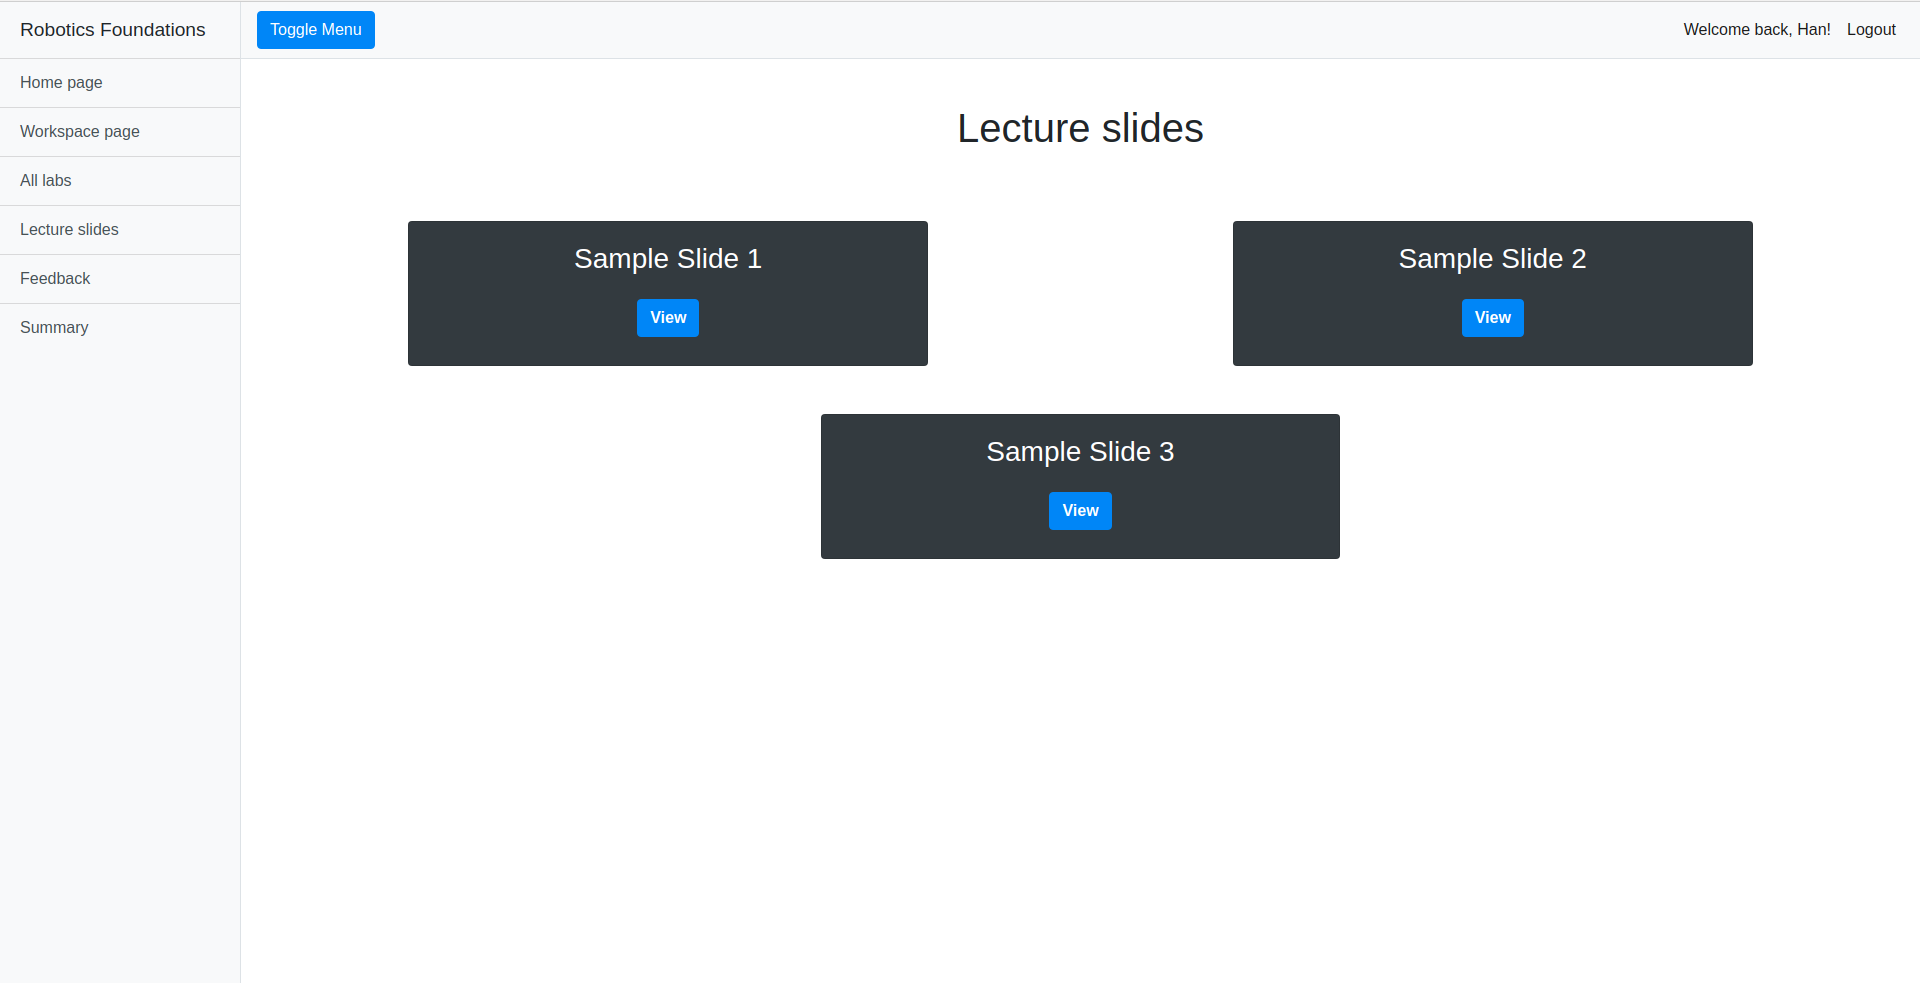 Robotics Foundations
Toggle Menu
Welcome back, Han!
Logout
Home page
Workspace page
All labs
Lecture slides
Feedback
Summary
Lecture slides
Sample Slide 1
View
Sample Slide 2
View
Sample Slide 3
View